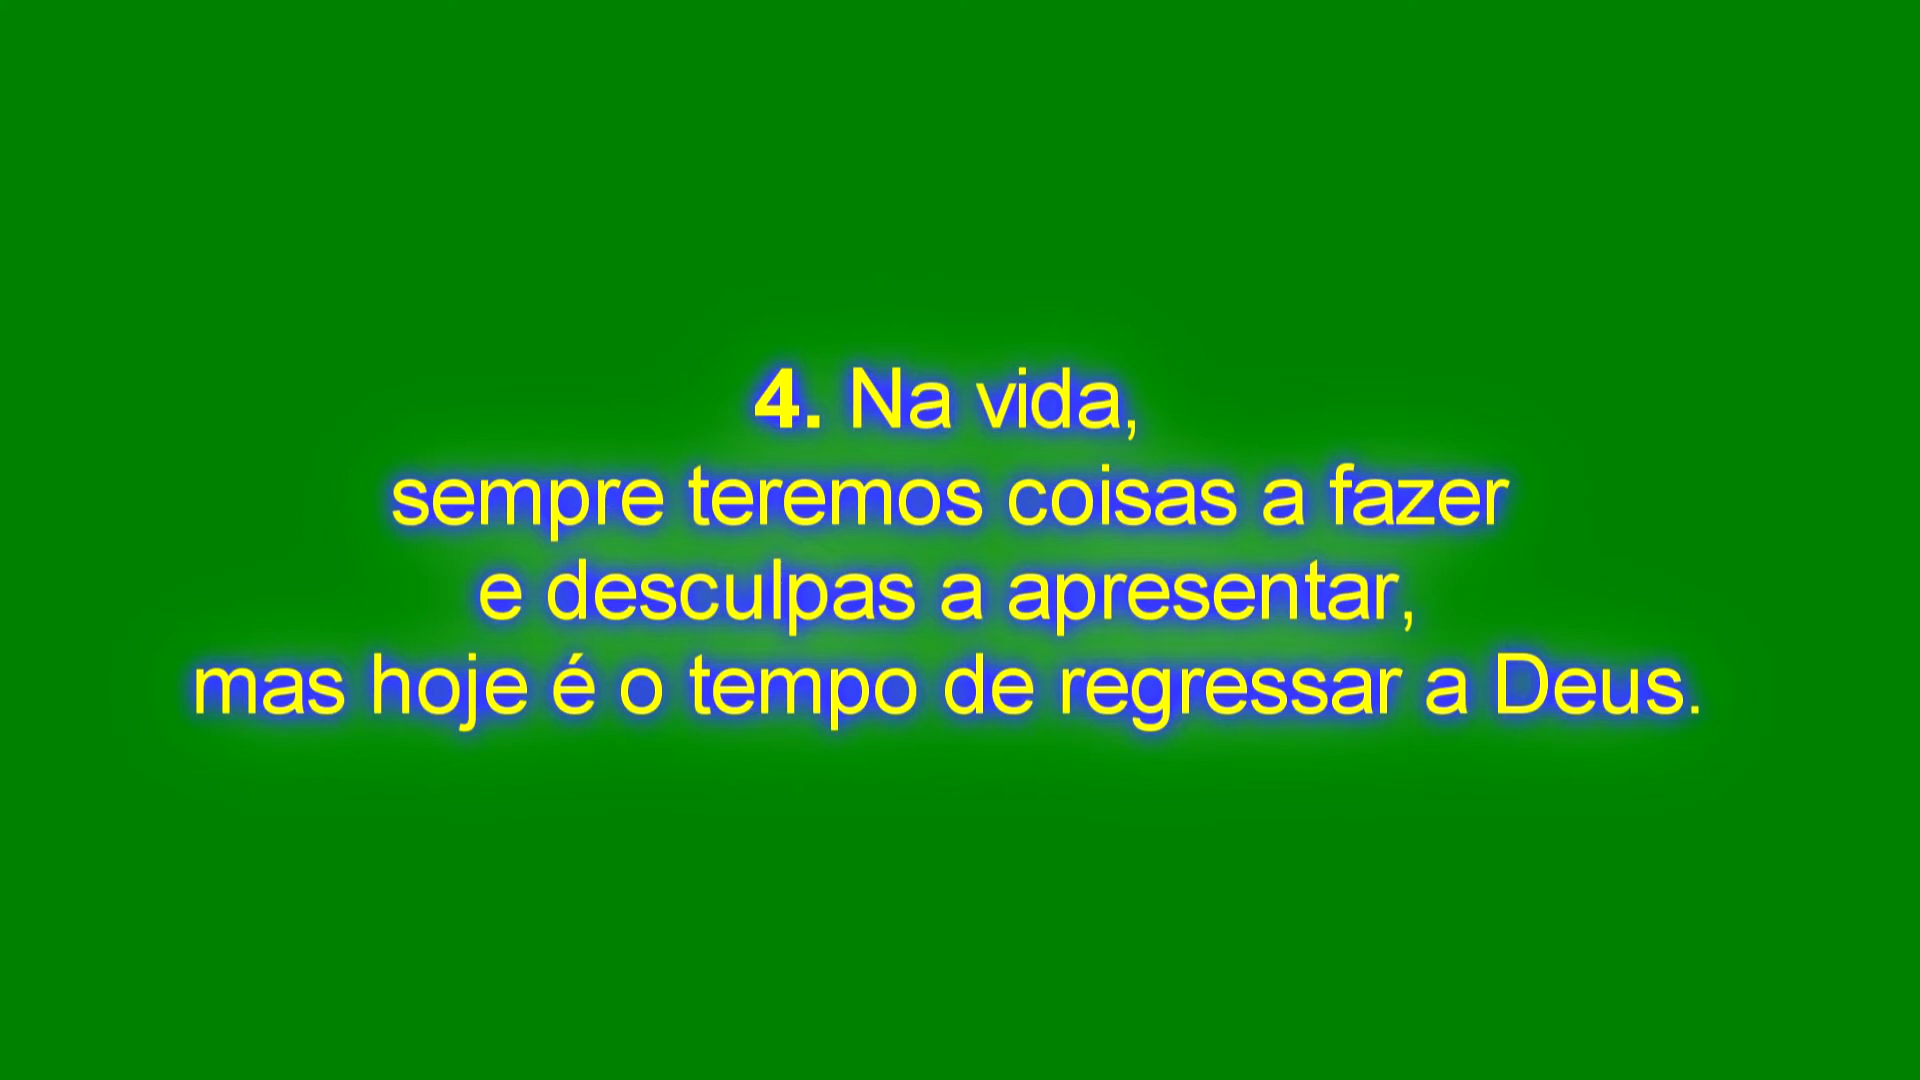 4. Na vida,
sempre teremos coisas a fazer
e desculpas a apresentar,
mas hoje é o tempo de regressar a Deus.